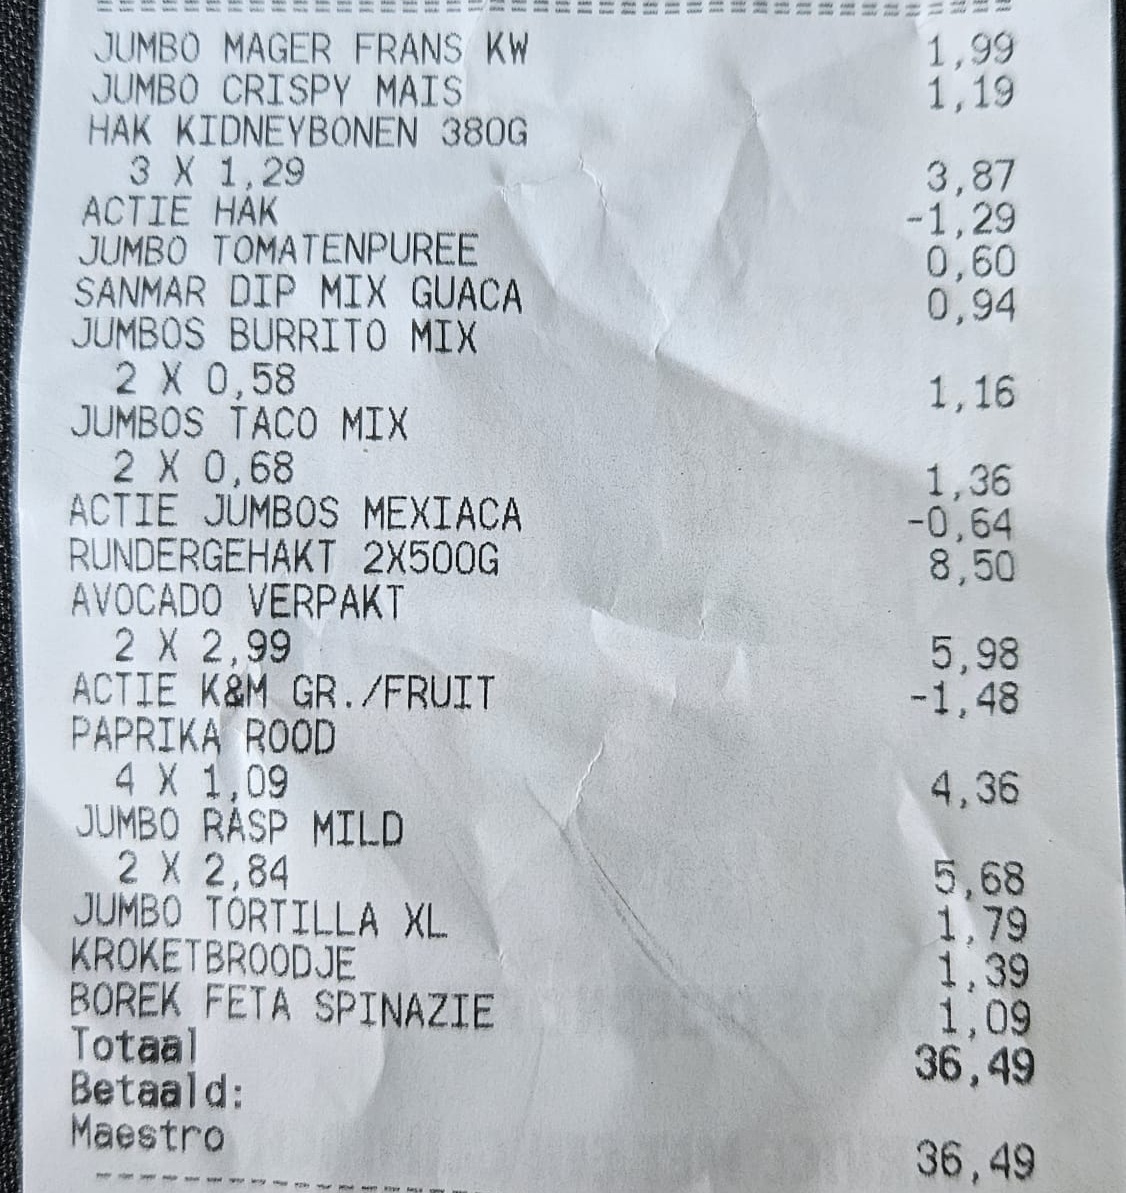 JUMBO MAGER FRANS KW 1,99
JUMBO CRISPY MAIS 1,19
HAK KIDNEYBONEN 380G
3 X 1,29 3,87
ACTIE HAK -1,29
JUMBO TOMATENPUREE 0,60
SANMAR DIP MIX GUACA 0,94
JUMBOS BURRITO MIX
2 X 0,58 1,16
JUMBOS TACO MIX
2 X 0,68 1,36
ACTIE JUMBOS MEXIACA -0,64
RUNDERGEHAKT 2X500G 8,50
AVOCADO VERPAKT
2 X 2,99 5,98
ACTIE K&M GR./FRUIT -1,48
PAPRIKA ROOD
4 X 1,09 4,36
JUMBO RASP MILD
2 X 2,84 5,68
JUMBO TORTILLA XL 1,79
KROKETBROODJE 1,39
BOREK FETA SPINAZIE 1,09
Totaal 36,49
Betaald:
Maestro 36,49